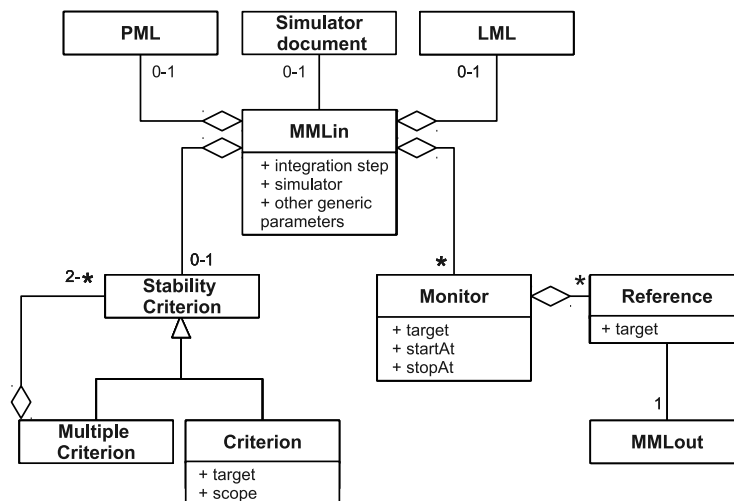 PML
Simulator
document
LML
0-1
0-1
0-1
MMLin
+ integration step
+ simulator
+ other generic
parameters
0-1
2-*
*
*
Stability
Criterion
Monitor
+ target
+ startAt
+ stopAt
Reference
+ target
1
Multiple
Criterion
Criterion
+ target
+ scope
MMLout